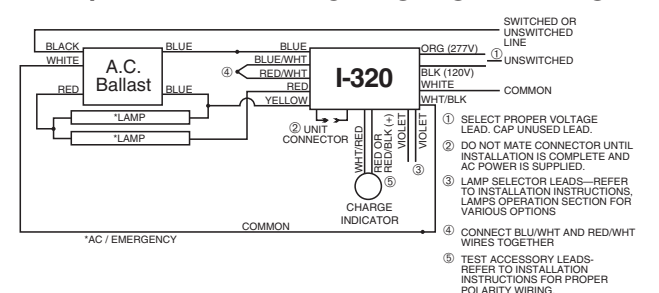 SWITCHED OR
UNSWITCHED
LINE
BLACK
BLUE
BLUE
ORG (277V)
①
WHITE
A.C.
Ballast
BLUE/WHT
④
RED/WHT
I-320
UNSWITCHED
BLK (120V)
RED
BLUE
RED
WHITE
COMMON
YELLOW
WHT/BLK
*LAMP
*LAMP
② UNIT
CONNECTOR
WHT/RED
RED OR
RED/BLK (+)
VIOLET
VIOLET
⑤
③
CHARGE
INDICATOR
COMMON
*AC / EMERGENCY
① SELECT PROPER VOLTAGE
LEAD. CAP UNUSED LEAD.
② DO NOT MATE CONNECTOR UNTIL
INSTALLATION IS COMPLETE AND
AC POWER IS SUPPLIED.
③ LAMP SELECTOR LEADS—REFER
TO INSTALLATION INSTRUCTIONS,
LAMPS OPERATION SECTION FOR
VARIOUS OPTIONS
④ CONNECT BLU/WHT AND RED/WHT
WIRES TOGETHER
⑤ TEST ACCESSORY LEADS-
REFER TO INSTALLATION
INSTRUCTIONS FOR PROPER
POLARITY WIRING